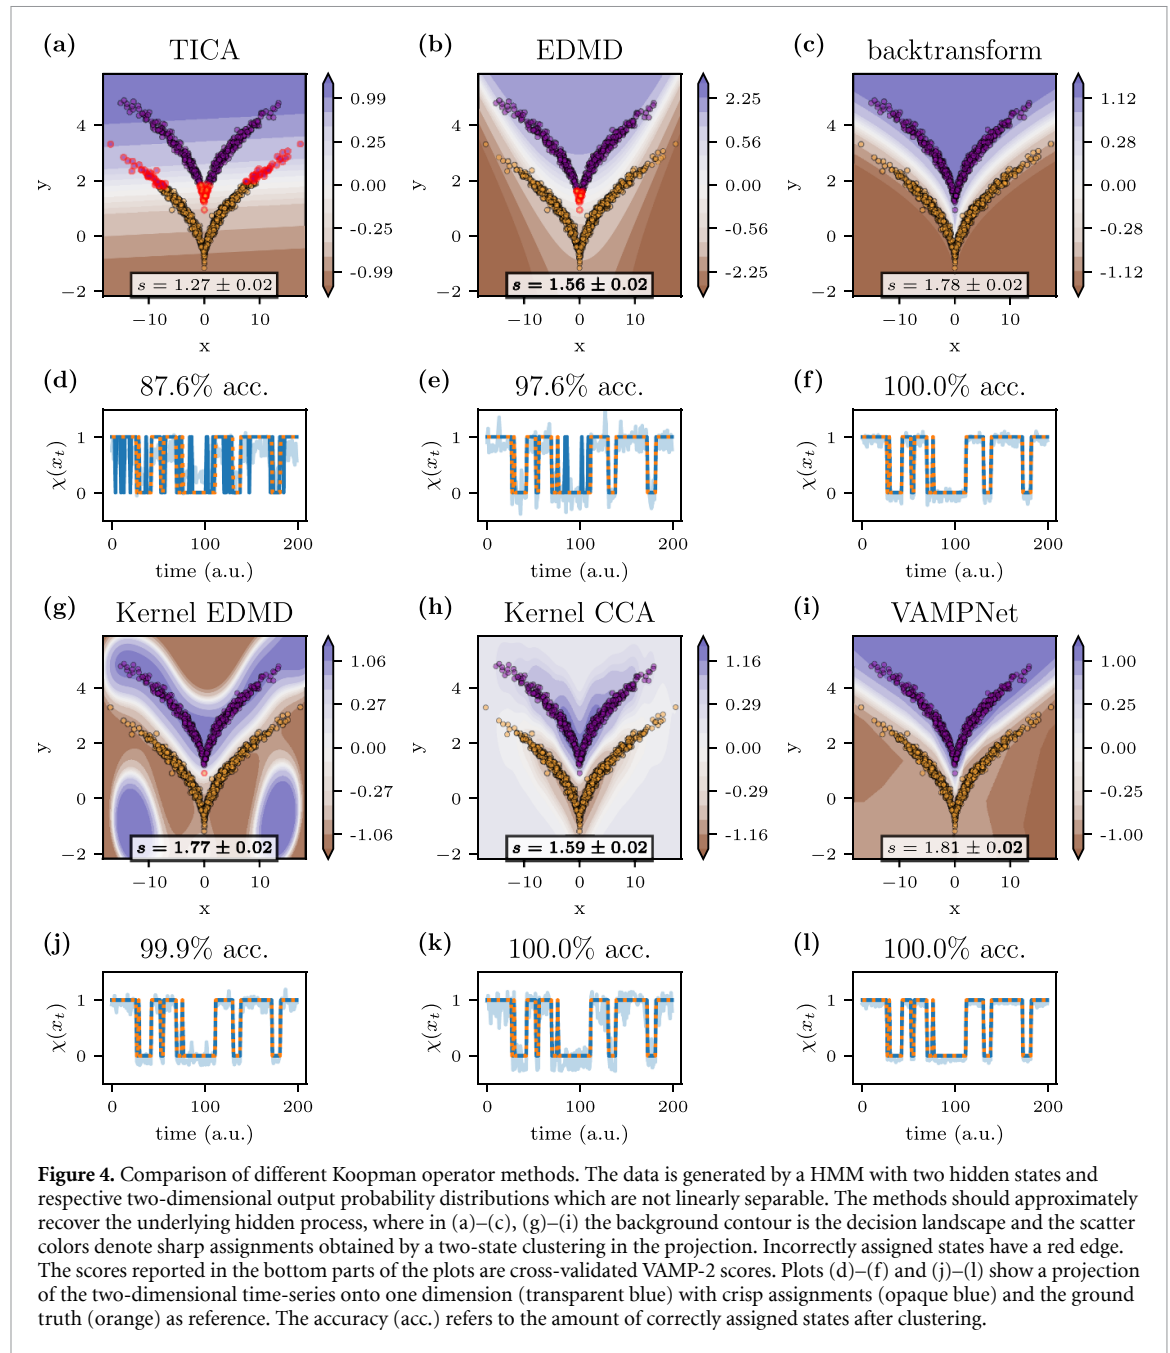 (a) TICA
(b) EDMD
(c) backtransform
y
4
2
0
−2
−10 0 10
x
s = 1.27 ± 0.02
0.99
0.25
0.00
-0.25
-0.99
y
4
2
0
−2
−10 0 10
x
s = 1.56 ± 0.02
2.25
0.56
0.00
-0.56
-2.25
y
4
2
0
−2
−10 0 10
x
s = 1.78 ± 0.02
1.12
0.28
0.00
-0.28
-1.12
(d) 87.6% acc.
(e) 97.6% acc.
(f) 100.0% acc.
χ(xt)
1
0
0 100 200
time (a.u.)
χ(xt)
1
0
0 100 200
time (a.u.)
χ(xt)
1
0
0 100 200
time (a.u.)
(g) Kernel EDMD
(h) Kernel CCA
(i) VAMPNet
y
4
2
0
−2
−10 0 10
x
s = 1.77 ± 0.02
1.06
0.27
0.00
-0.27
-1.06
y
4
2
0
−2
−10 0 10
x
s = 1.59 ± 0.02
1.16
0.29
0.00
-0.29
-1.16
y
4
2
0
−2
−10 0 10
x
s = 1.81 ± 0.02
1.00
0.25
0.00
-0.25
-1.00
(j) 99.9% acc.
(k) 100.0% acc.
(l) 100.0% acc.
χ(xt)
1
0
0 100 200
time (a.u.)
χ(xt)
1
0
0 100 200
time (a.u.)
χ(xt)
1
0
0 100 200
time (a.u.)
Figure 4. Comparison of different Koopman operator methods. The data is generated by a HMM with two hidden states and
respective two-dimensional output probability distributions which are not linearly separable. The methods should approximately
recover the underlying hidden process, where in (a)–(c), (g)–(i) the background contour is the decision landscape and the scatter
colors denote sharp assignments obtained by a two-state clustering in the projection. Incorrectly assigned states have a red edge.
The scores reported in the bottom parts of the plots are cross-validated VAMP-2 scores. Plots (d)–(f) and (j)–(l) show a projection
of the two-dimensional time-series onto one dimension (transparent blue) with crisp assignments (opaque blue) and the ground
truth (orange) as reference. The accuracy (acc.) refers to the amount of correctly assigned states after clustering.